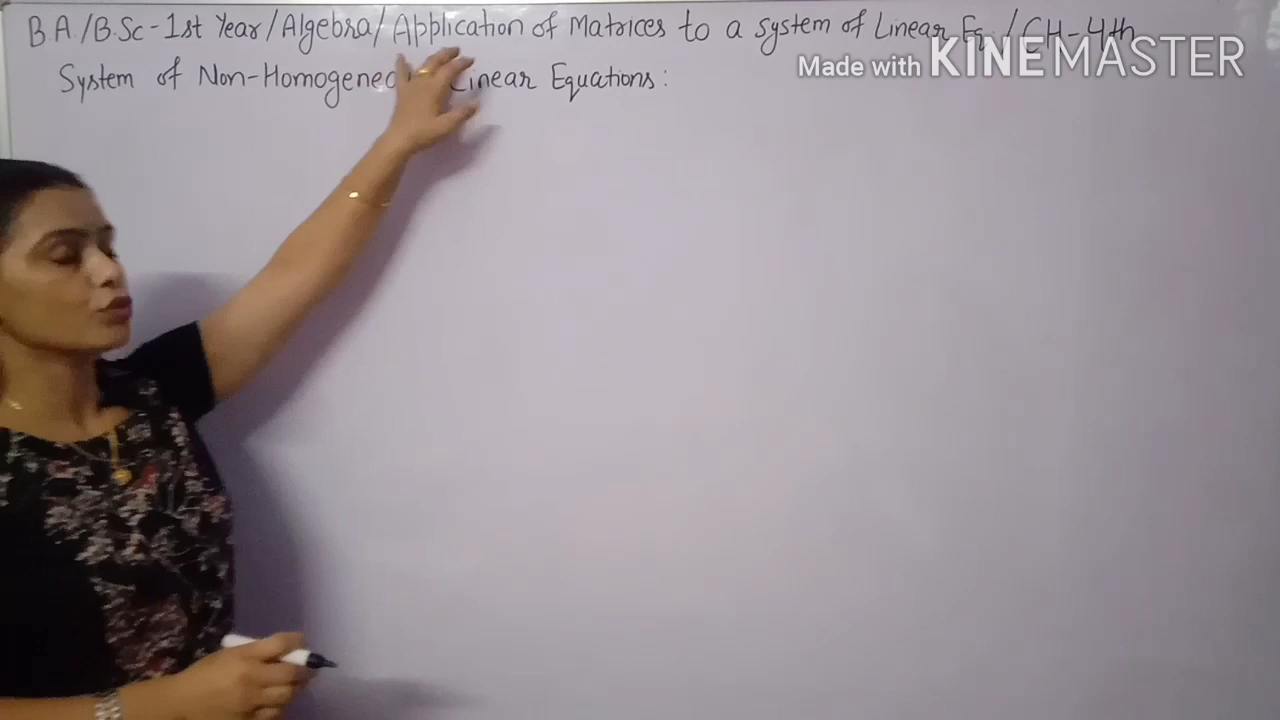 B.A./B.Sc-1st Year/Algebra/Application of Matrices to a system of Linear Eq. / CH-4th
System of Non-Homogeneo Linear Equations:
Made with KINEMASTER